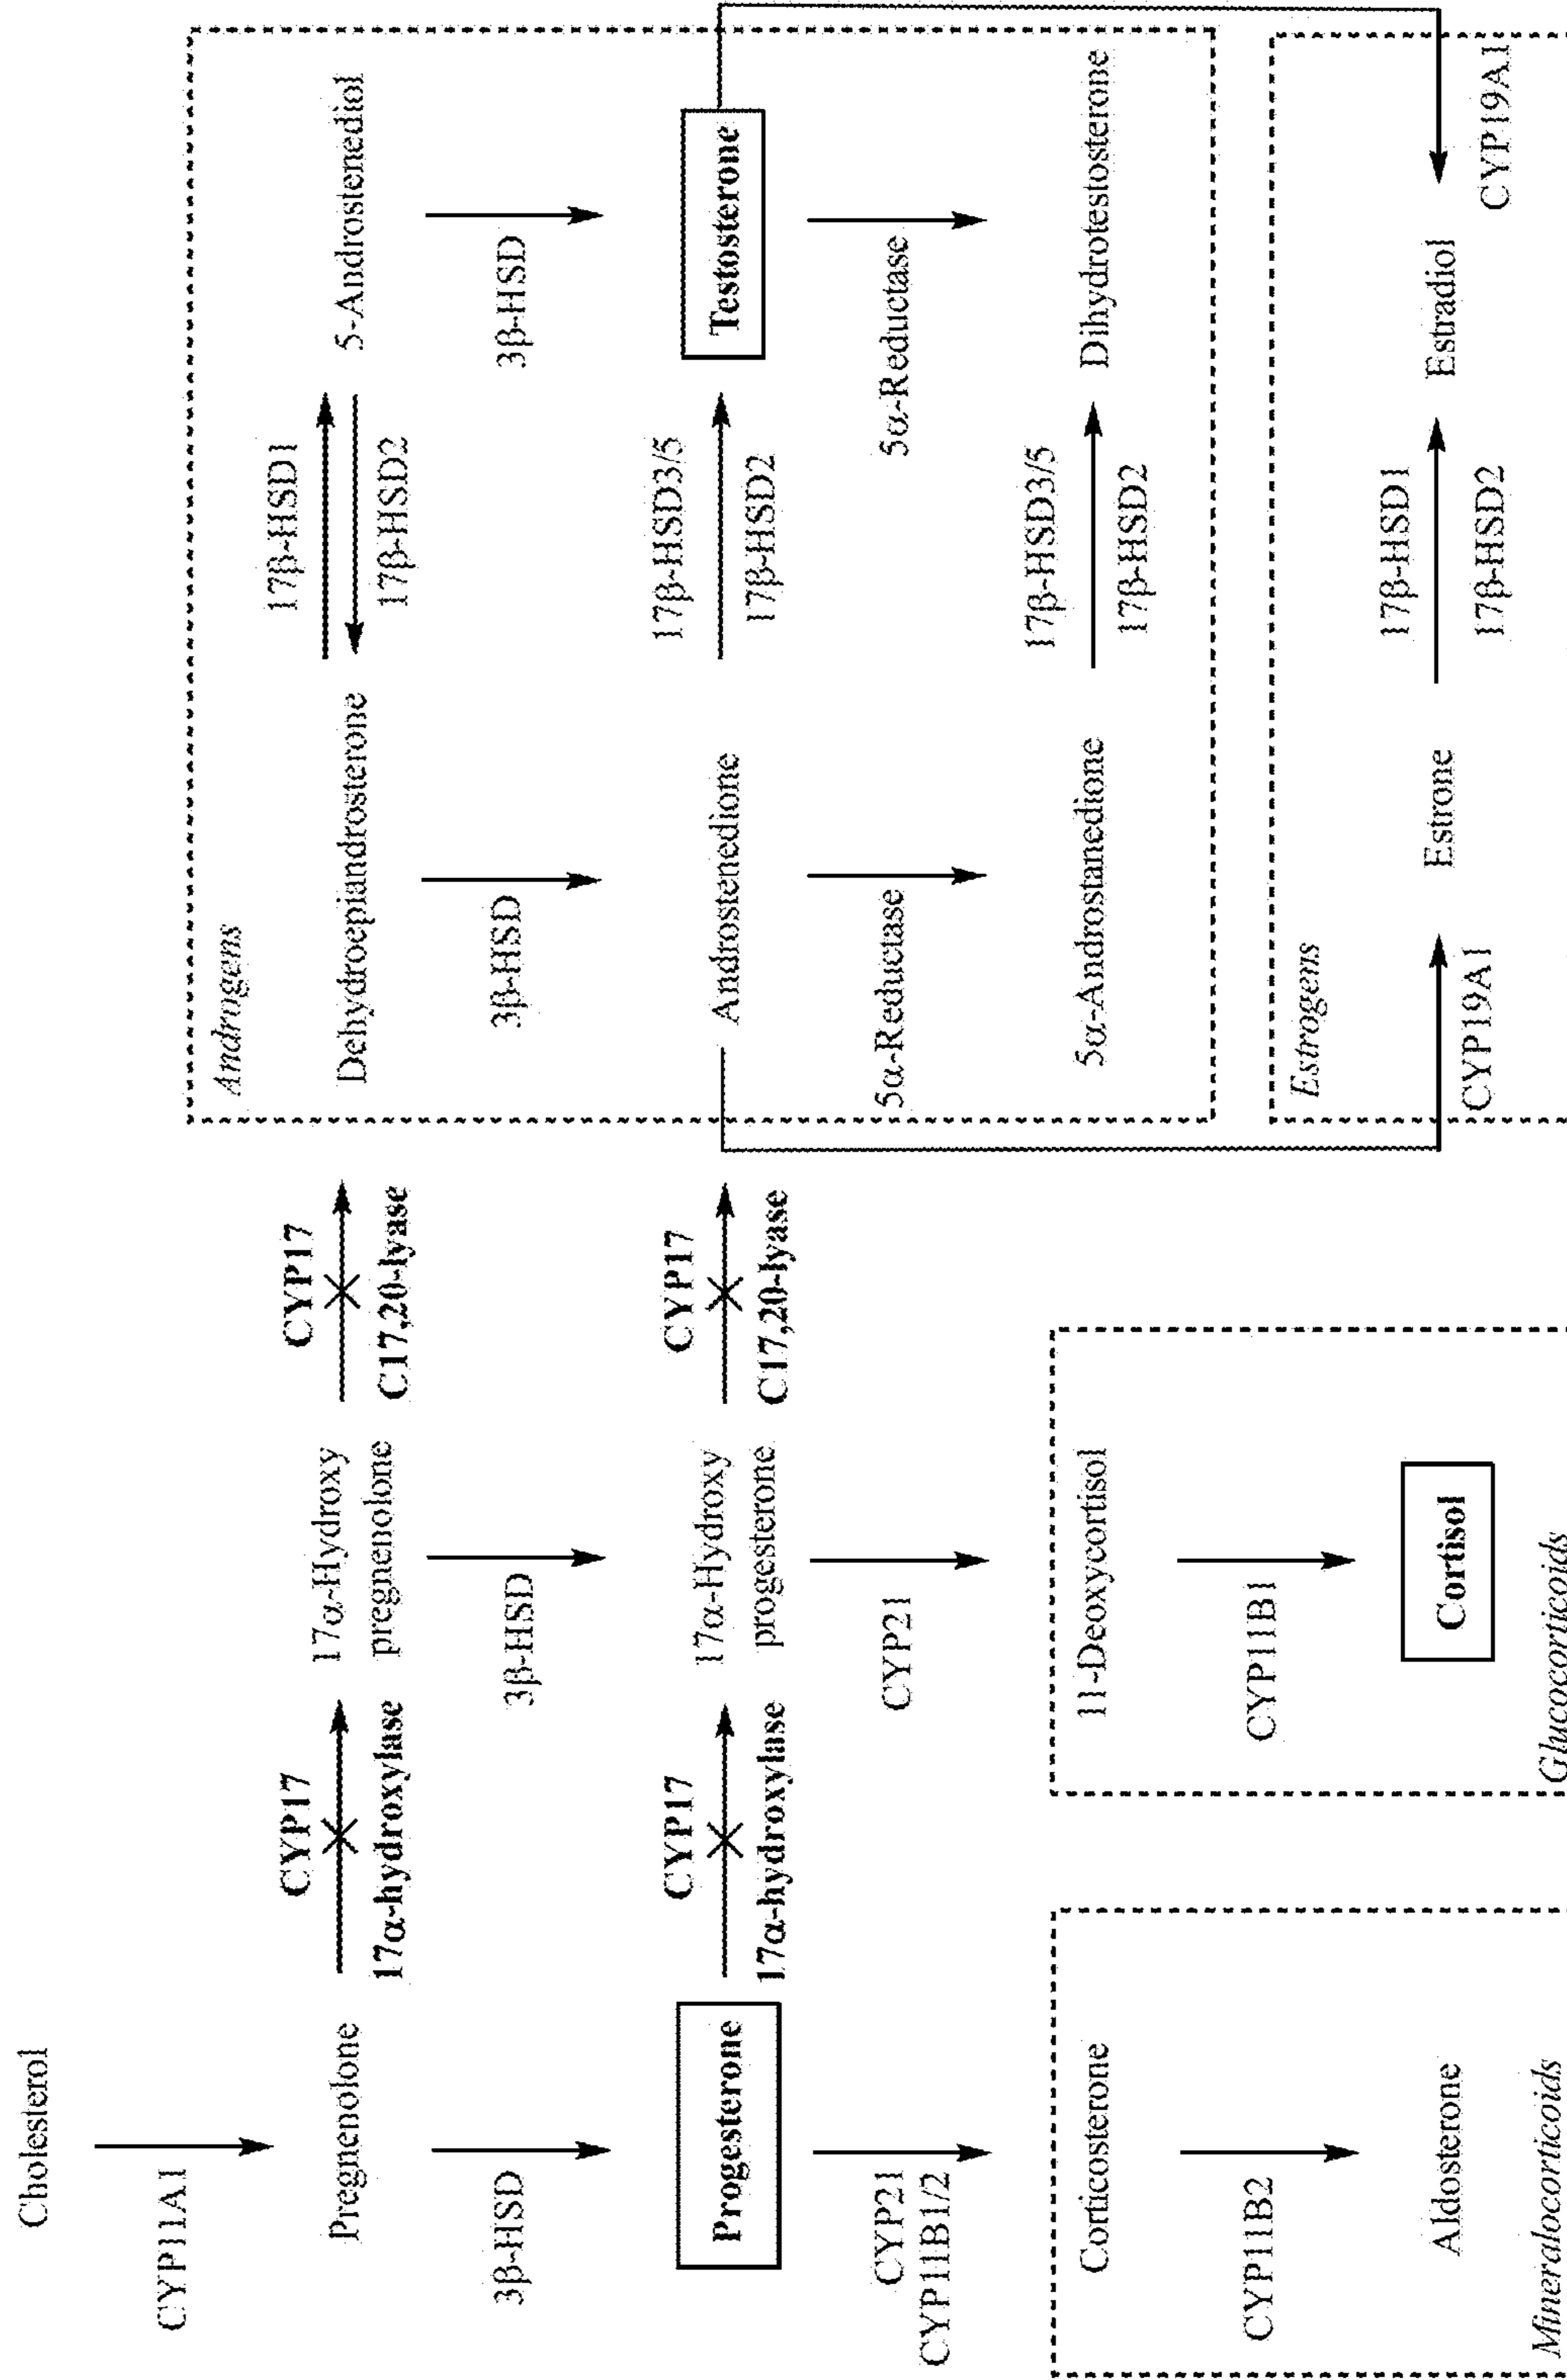 Cholesterol
CYP11A1
Androgens
Pregnenolone
CYP17
17α-hydroxylase
17α-Hydroxy
pregnenolone
CYP17
C17,20-lyase
Dehydroepiandrosterone
17β-HSD1
17β-HSD2
5-Androstenediol
3β-HSD
3β-HSD
3β-HSD
3β-HSD
Progesterone
CYP17
17α-hydroxylase
17α-Hydroxy
progesterone
CYP17
C17,20-lyase
Androstenedione
17β-HSD3/5
17β-HSD2
Testosterone
CYP21
CYP11B1/2
CYP21
5α-Reductase
5α-Reductase
Corticosterone
11-Deoxycortisol
5α-Androstanedione
17β-HSD3/5
17β-HSD2
Dihydrotestosterone
CYP11B2
CYP11B1
Estrogens
Aldosterone
Cortisol
CYP19A1
Estrone
17β-HSD1
17β-HSD2
Estradiol
CYP19A1
Mineralocorticoids
Glucocorticoids